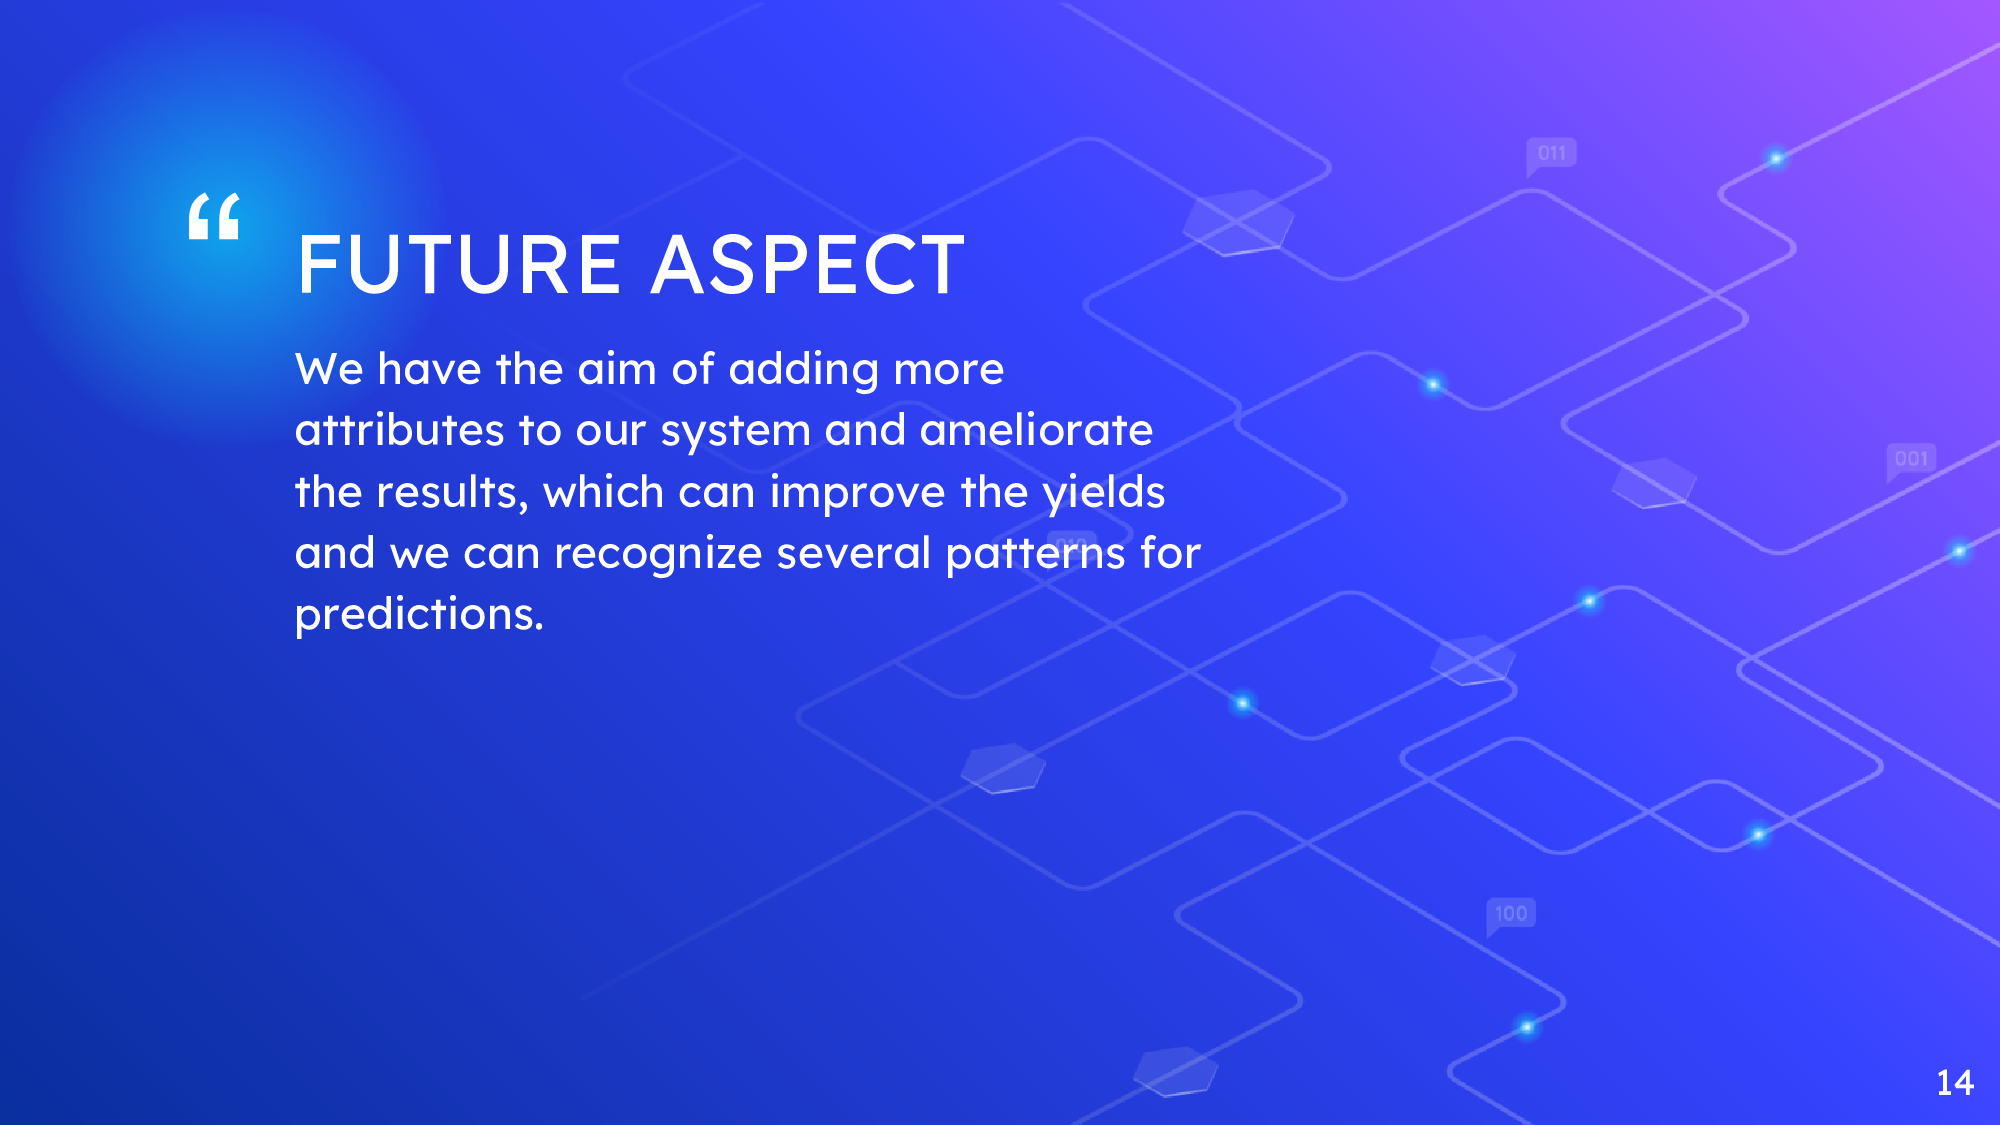 “
FUTURE ASPECT
We have the aim of adding more
attributes to our system and ameliorate
the results, which can improve the yields
and we can recognize several patterns for
predictions.
011
001
010
100
14